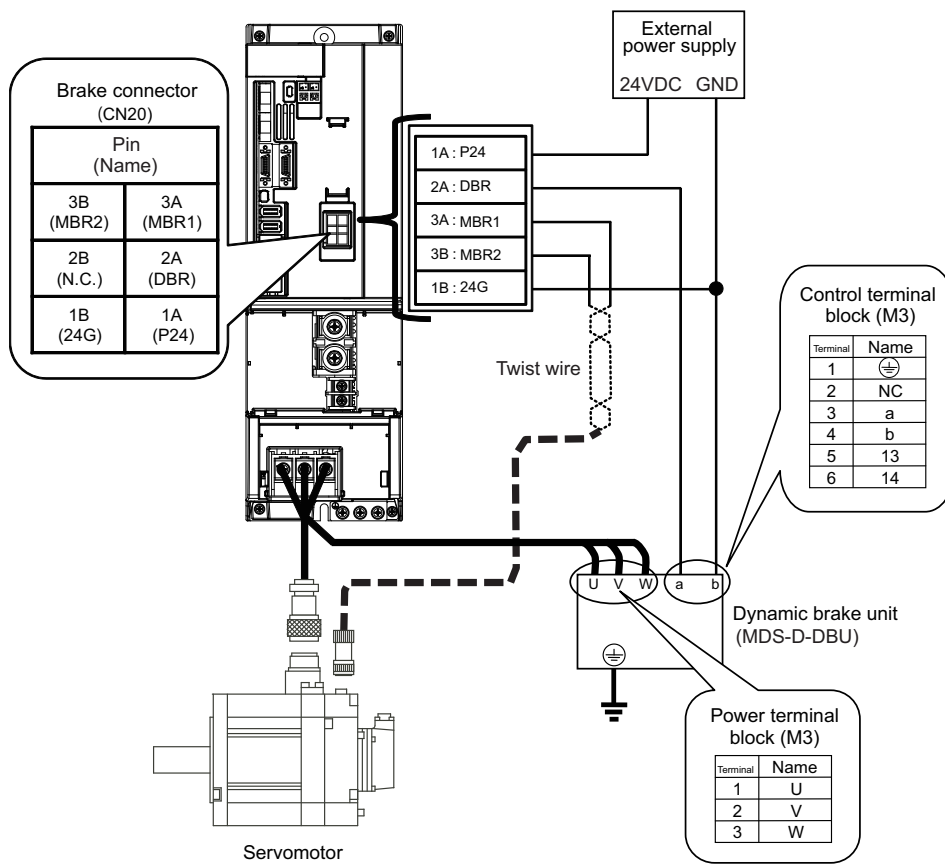 External
power supply
24VDC GND
Brake connector
(CN20)
Pin
(Name)
3B
(MBR2)
3A
(MBR1)
2B
(N.C.)
2A
(DBR)
1B
(24G)
1A
(P24)
1A : P24
2A : DBR
3A : MBR1
3B : MBR2
1B : 24G
Twist wire
Control terminal
block (M3)
Terminal Name
1
2 NC
3 a
4 b
5 13
6 14
U V W a b
Dynamic brake unit
(MDS-D-DBU)
Power terminal
block (M3)
Terminal Name
1 U
2 V
3 W
Servomotor